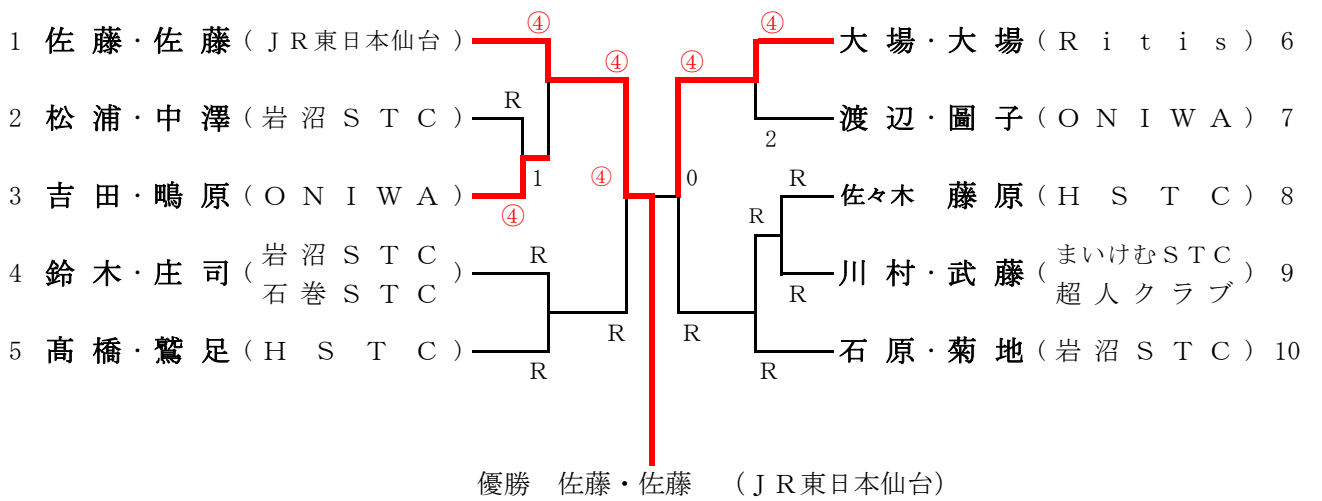 ④ ④
1 佐藤・佐藤(JR東日本仙台) 大場・大場(Ritis) 6
④ ④
R
2 松浦・中澤(岩沼STC) 渡辺・圖子(ONIWA) 7
2
1 ④ 0 R
3 吉田・鴫原(ONIWA) 佐々木 藤原(HSTC) 8
④ R
R
4 鈴木・庄司(岩沼STC 石巻STC) 川村・武藤(まいけむSTC 超人クラブ) 9
R
R R
5 髙橋・鷲足(HSTC) 石原・菊地(岩沼STC) 10
R R
優勝 佐藤・佐藤 (JR東日本仙台)